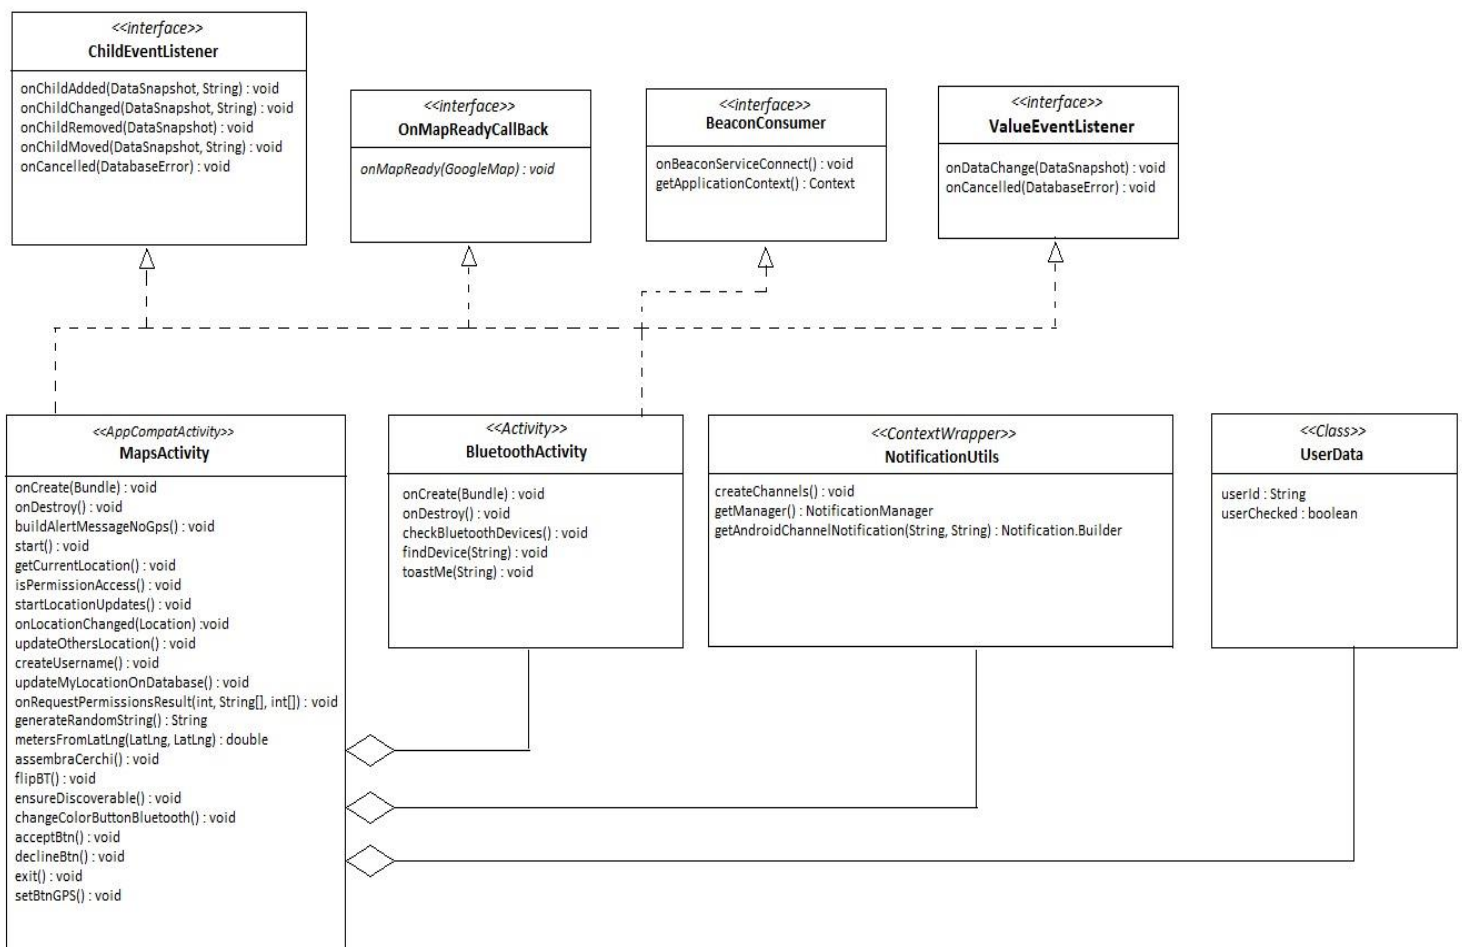 <<interface>>
ChildEventListener
onChildAdded(DataSnapshot, String) : void
onChildChanged(DataSnapshot, String) : void
onChildRemoved(DataSnapshot) : void
onChildMoved(DataSnapshot, String) : void
onCancelled(DatabaseError) : void
<<interface>>
OnMapReadyCallBack
onMapReady(GoogleMap) : void
<<interface>>
BeaconConsumer
onBeaconServiceConnect() : void
getApplicationContext() : Context
<<interface>>
ValueEventListener
onDataChange(DataSnapshot) : void
onCancelled(DatabaseError) : void
<<AppCompatActivity>>
MapsActivity
onCreate(Bundle) : void
onDestroy() : void
buildAlertMessageNoGps() : void
start() : void
getCurrentLocation() : void
isPermissionAccess() : void
startLocationUpdates() : void
onLocationChanged(Location) :void
updateOthersLocation() : void
createUsername() : void
updateMyLocationOnDatabase() : void
onRequestPermissionsResult(int, String[], int[]) : void
generateRandomString() : String
metersFromLatLng(LatLng, LatLng) : double
assembraCerchi() : void
flipBT() : void
ensureDiscoverable() : void
changeColorButtonBluetooth() : void
acceptBtn() : void
declineBtn() : void
exit() : void
setBtnGPS() : void
<<Activity>>
BluetoothActivity
onCreate(Bundle) : void
onDestroy() : void
checkBluetoothDevices() : void
findDevice(String) : void
toastMe(String) : void
<<ContextWrapper>>
NotificationUtils
createChannels() : void
getManager() : NotificationManager
getAndroidChannelNotification(String, String) : Notification.Builder
<<Class>>
UserData
userId : String
userChecked : boolean